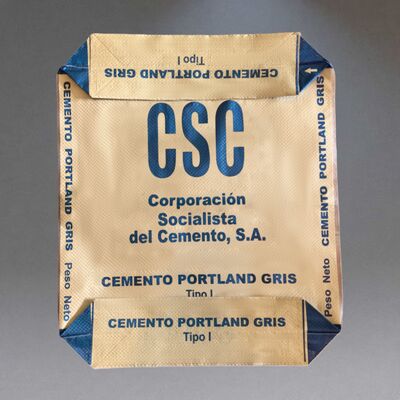 CEMENTO PORTLAND GRIS
Tipo I
CSC
Corporación
Socialista
del Cemento, S.A.
CEMENTO PORTLAND GRIS
Tipo I
CEMENTO PORTLAND GRIS
Tipo I
CEMENTO PORTLAND GRIS Peso Neto
CEMENTO PORTLAND GRIS Peso Neto